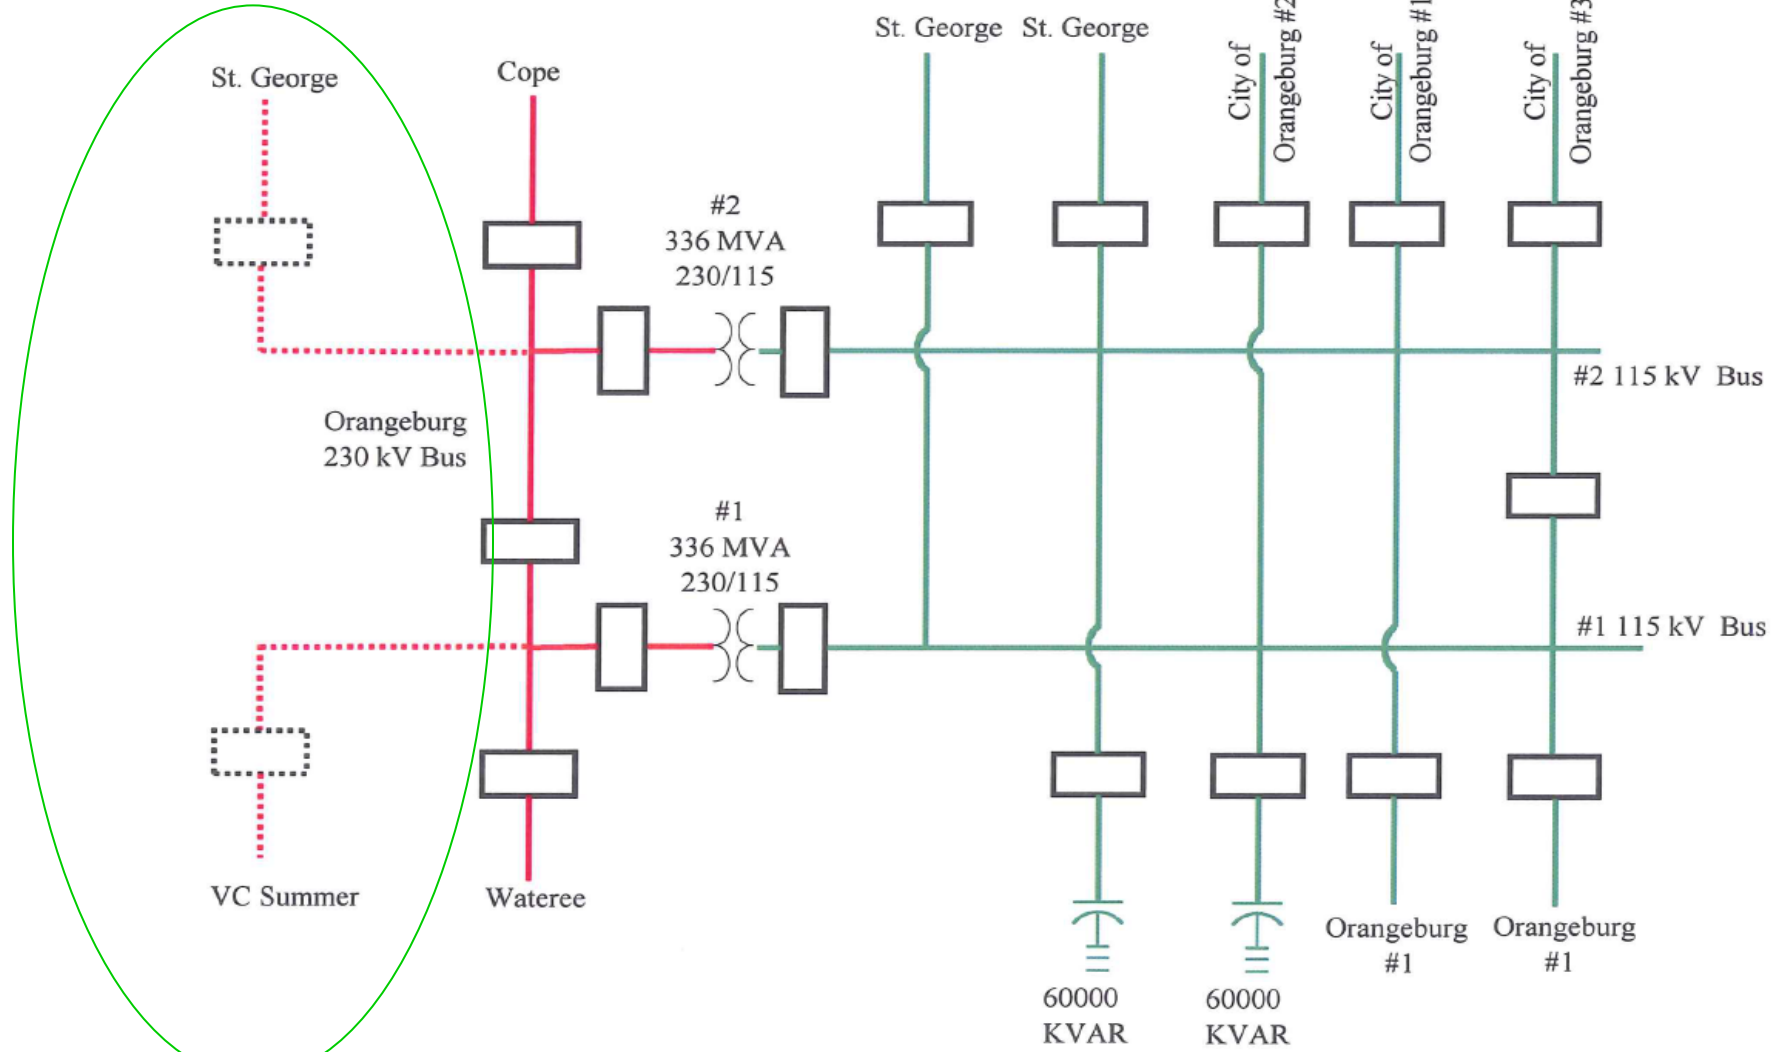 St. George
Cope
St. George
St. George
City of
Orangeburg #2
City of
Orangeburg #1
City of
Orangeburg #3
#2
336 MVA
230/115
#2 115 kV Bus
Orangeburg
230 kV Bus
#1
336 MVA
230/115
#1 115 kV Bus
VC Summer
Wateree
Orangeburg
#1
Orangeburg
#1
60000
KVAR
60000
KVAR